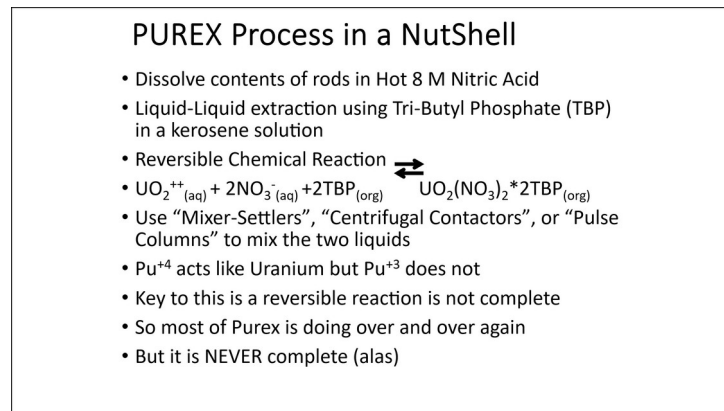 PUREX Process in a NutShell
• Dissolve contents of rods in Hot 8 M Nitric Acid
• Liquid-Liquid extraction using Tri-Butyl Phosphate (TBP)
in a kerosene solution
• Reversible Chemical Reaction
• UO₂⁺⁺(aq) + 2NO₃⁻(aq) +2TBP(org) ⇌ UO₂(NO₃)₂*2TBP(org)
• Use “Mixer-Settlers”, “Centrifugal Contactors”, or “Pulse
Columns” to mix the two liquids
• Pu⁺⁴ acts like Uranium but Pu⁺³ does not
• Key to this is a reversible reaction is not complete
• So most of Purex is doing over and over again
• But it is NEVER complete (alas)